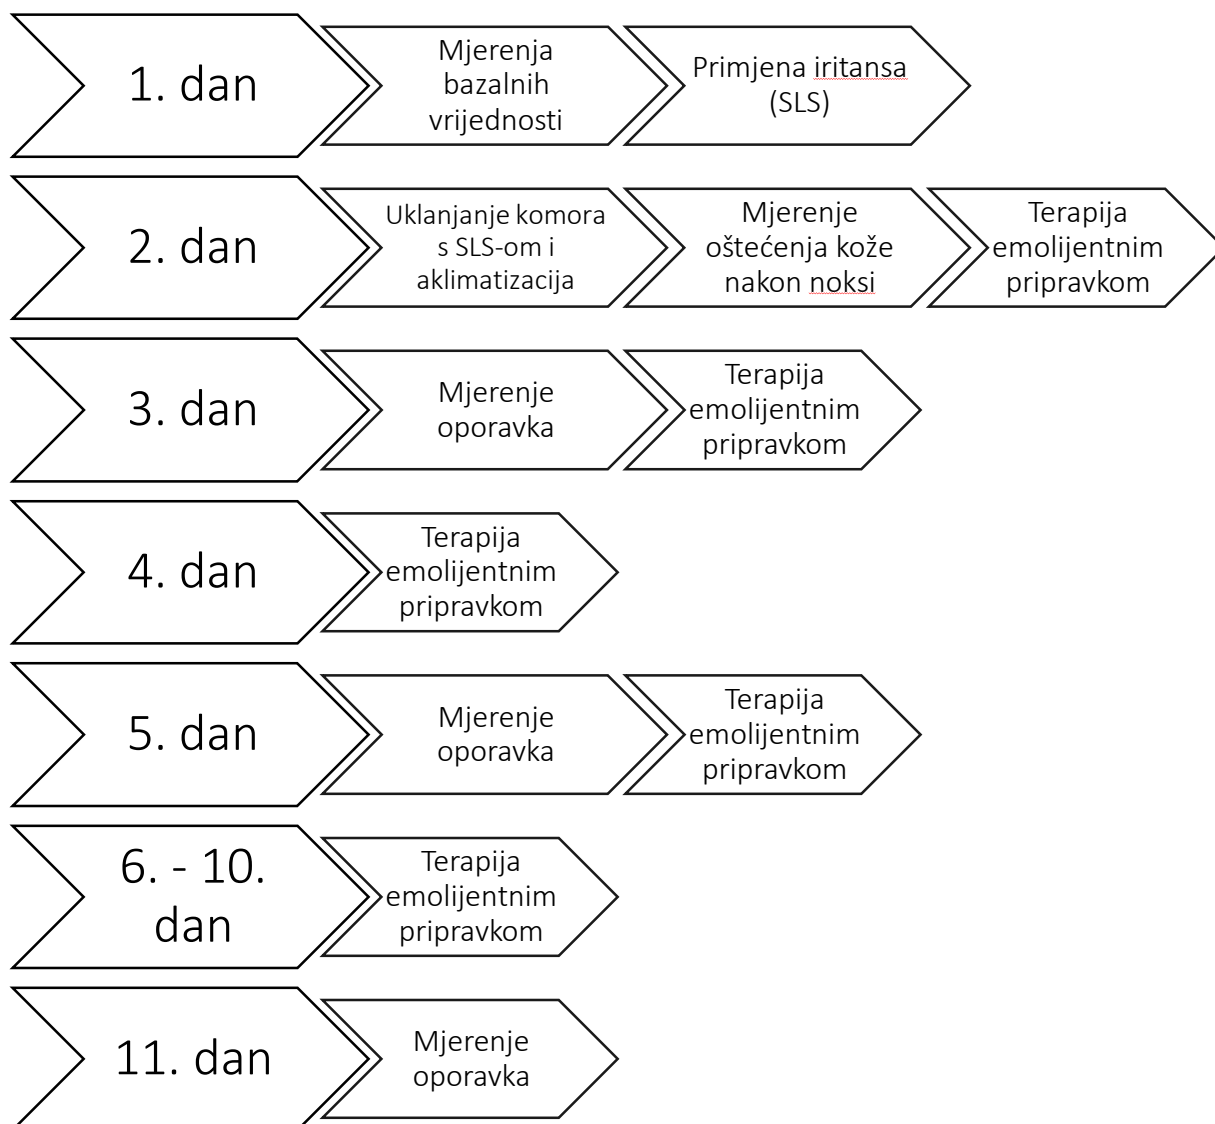 1. dan
Mjerenja
bazalnih
vrijednosti
Primjena iritansa
(SLS)
2. dan
Uklanjanje komora
s SLS-om i
aklimatizacija
Mjerenje
oštećenja kože
nakon noksi
Terapija
emolijentnim
pripravkom
3. dan
Mjerenje
oporavka
Terapija
emolijentnim
pripravkom
4. dan
Terapija
emolijentnim
pripravkom
5. dan
Mjerenje
oporavka
Terapija
emolijentnim
pripravkom
6. - 10.
dan
Terapija
emolijentnim
pripravkom
11. dan
Mjerenje
oporavka